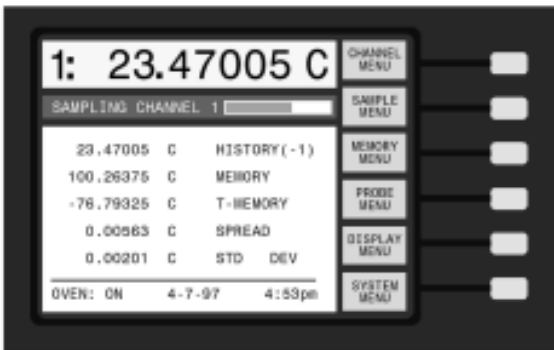 1: 23.47005 C
SAMPLING CHANNEL 1
23.47005 C HISTORY(-1)
100.26375 C MEMORY
-76.79325 C T-MEMORY
0.00563 C SPREAD
0.00201 C STD DEV
OVEN: ON 4-7-97 4:53pm
CHANNEL
MENU
SAMPLE
MENU
MEMORY
MENU
PROBE
MENU
DISPLAY
MENU
SYSTEM
MENU